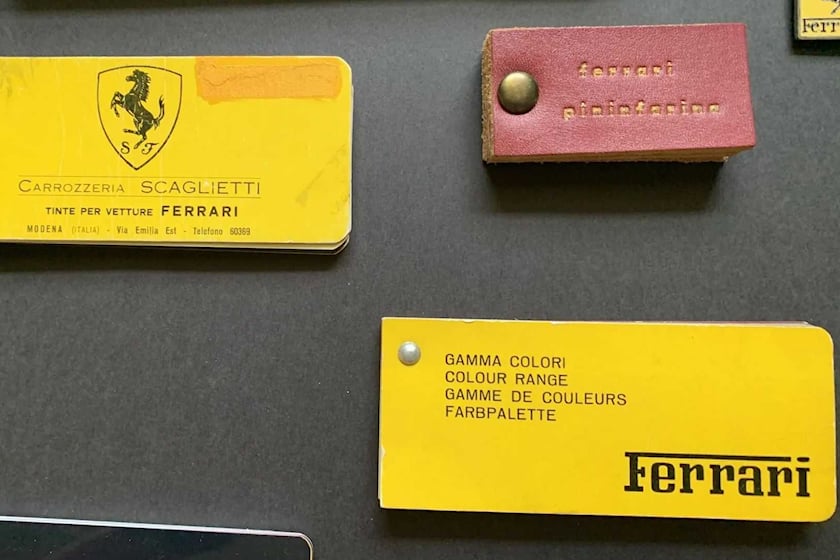 S F
CARROZZERIA SCAGLIETTI
TINTE PER VETTURE FERRARI
MODENA (ITALIA) - Via Emilia Est - Telefono 60369
ferrari
pininfarina
GAMMA COLORI
COLOUR RANGE
GAMME DE COULEURS
FARBPALETTE
Ferrari
Ferrari